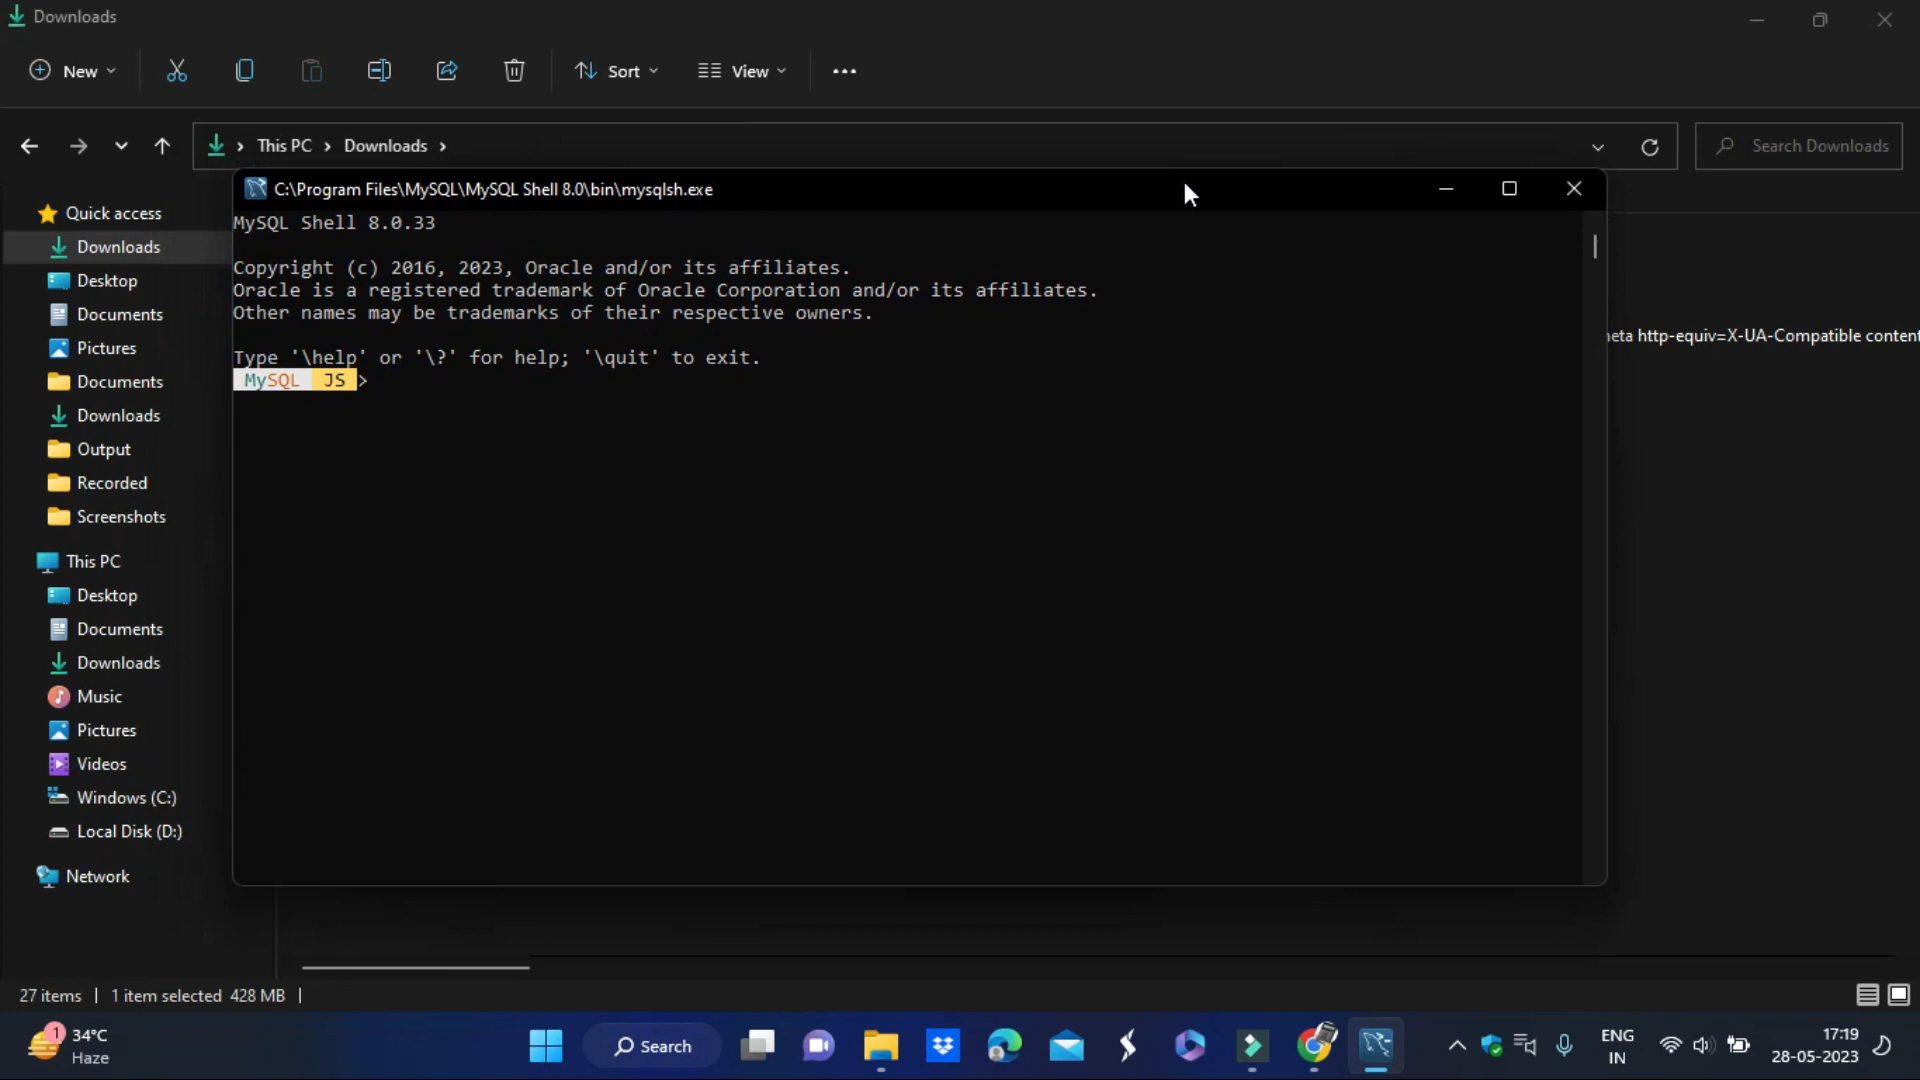 Downloads
New
Sort
View
This PC
Downloads
Search Downloads
C:\Program Files\MySQL\MySQL Shell 8.0\bin\mysqlsh.exe
MySQL Shell 8.0.33
Copyright (c) 2016, 2023, Oracle and/or its affiliates.
Oracle is a registered trademark of Oracle Corporation and/or its affiliates.
Other names may be trademarks of their respective owners.
Type '\help' or '\?' for help; '\quit' to exit.
MySQL JS >
http-equiv=X-UA-Compatible content
Quick access
Downloads
Desktop
Documents
Pictures
Documents
Downloads
Output
Recorded
Screenshots
This PC
Desktop
Documents
Downloads
Music
Pictures
Videos
Windows (C:)
Local Disk (D:)
Network
27 items | 1 item selected 428 MB |
1
34°C
Haze
Search
ENG
IN
17:19
28-05-2023